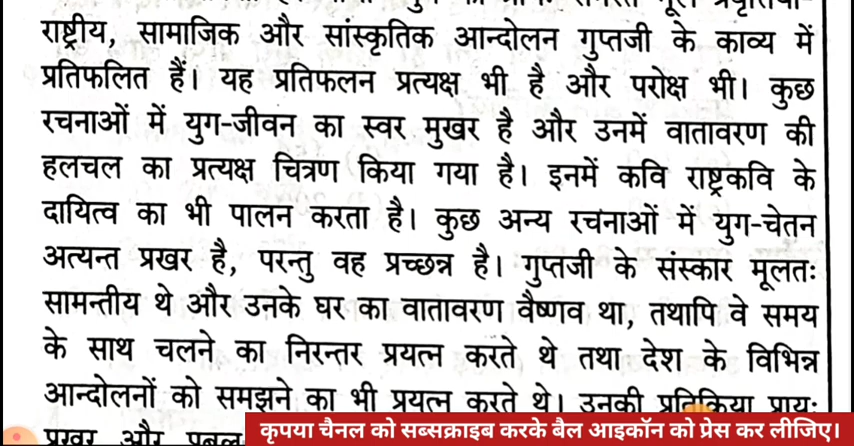 राष्ट्रीय, सामाजिक और सांस्कृतिक आन्दोलन गुप्तजी के काव्य में
प्रतिफलित हैं। यह प्रतिफलन प्रत्यक्ष भी है और परोक्ष भी। कुछ
रचनाओं में युग-जीवन का स्वर मुखर है और उनमें वातावरण की
हलचल का प्रत्यक्ष चित्रण किया गया है। इनमें कवि राष्ट्रकवि के
दायित्व का भी पालन करता है। कुछ अन्य रचनाओं में युग-चेतन
अत्यन्त प्रखर है, परन्तु वह प्रच्छन्न है। गुप्तजी के संस्कार मूलतः
सामन्तीय थे और उनके घर का वातावरण वैष्णव था, तथापि वे समय
के साथ चलने का निरन्तर प्रयत्न करते थे तथा देश के विभिन्न
आन्दोलनों को समझने का भी प्रयत्न करते थे। उनकी प्रतिक्रिया प्रायः
प्रखर और प्रबल
कृपया चैनल को सब्सक्राइब करके बैल आइकॉन को प्रेस कर लीजिए।